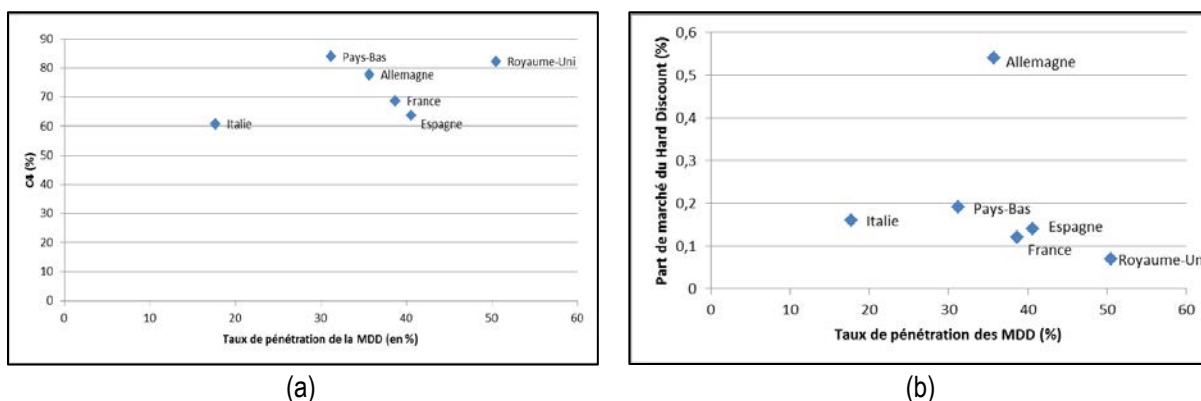 90
80
70
60
50
40
30
20
10
0
C4 (%)
Pays-Bas
Royaume-Uni
Allemagne
France
Espagne
Italie
0 10 20 30 40 50 60
Taux de pénétration de la MDD (en %)
(a)
0,6
0,5
0,4
0,3
0,2
0,1
0
Part de marché du Hard Discount (%)
Allemagne
Pays-Bas
Italie
Espagne
France
Royaume-Uni
0 10 20 30 40 50 60
Taux de pénétration des MDD (%)
(b)